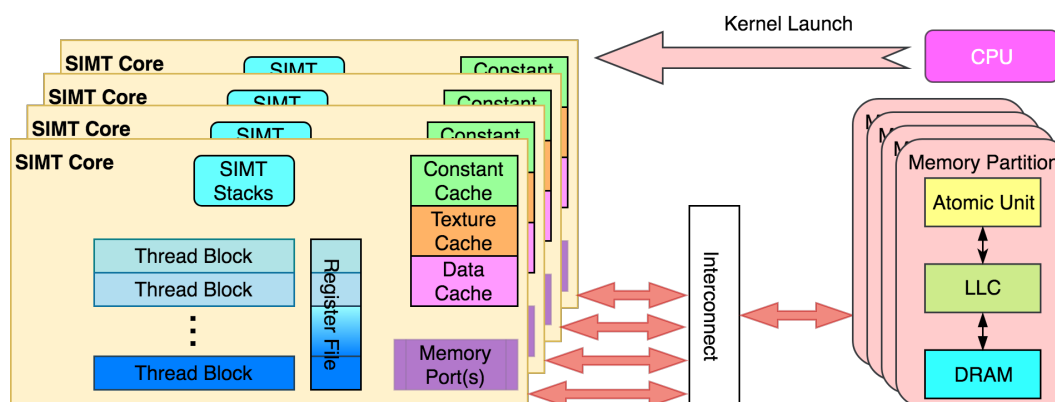 Kernel Launch
CPU
SIMT Core
SIMT
Constant
SIMT Core
SIMT
Constant
SIMT Core
SIMT
Constant
SIMT Core
SIMT
Stacks
Constant
Cache
Texture
Cache
Data
Cache
Thread Block
Thread Block
Thread Block
Register File
Memory
Port(s)
Interconnect
M
M
M
Memory Partition
Atomic Unit
LLC
DRAM